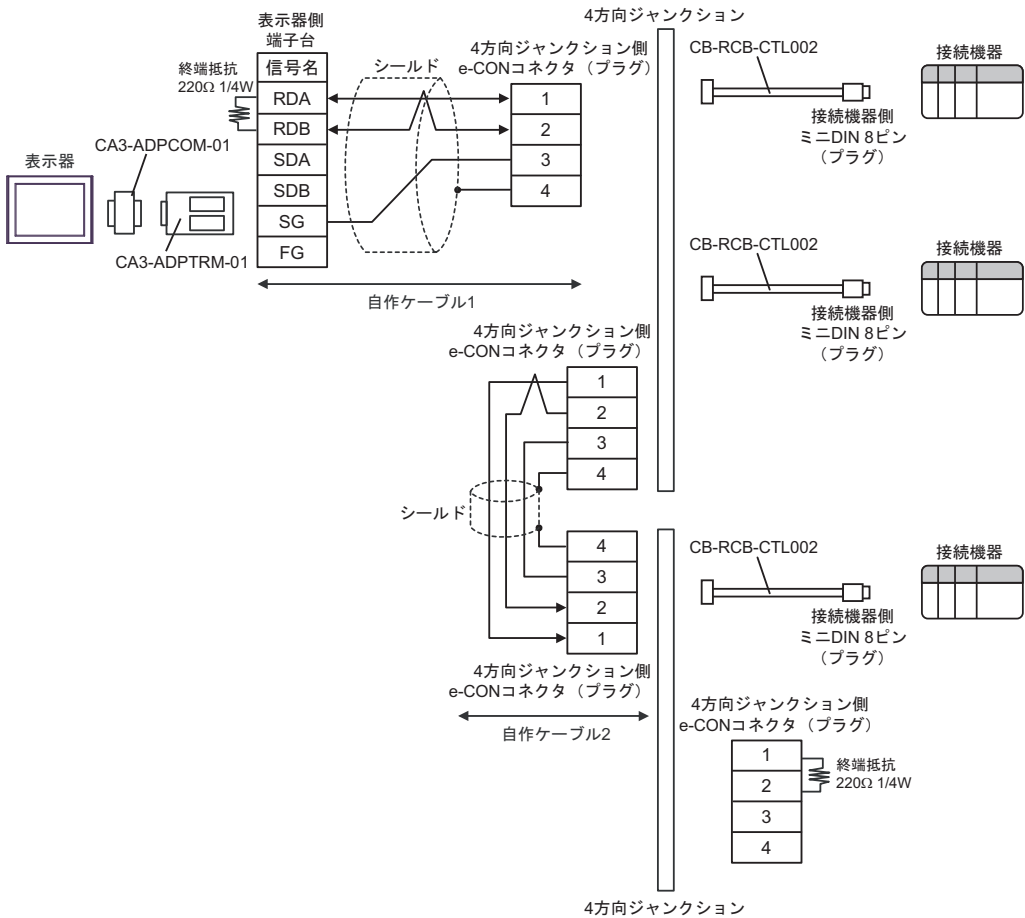 4方向ジャンクション
表示器側
端子台
信号名
RDA
RDB
SDA
SDB
SG
FG
終端抵抗
220Ω 1/4W
シールド
4方向ジャンクション側
e-CONコネクタ（プラグ）
1
2
3
4
表示器
CA3-ADPCOM-01
CA3-ADPTRM-01
自作ケーブル1
CB-RCB-CTL002
接続機器側
ミニDIN 8ピン
（プラグ）
接続機器
CB-RCB-CTL002
接続機器側
ミニDIN 8ピン
（プラグ）
接続機器
4方向ジャンクション側
e-CONコネクタ（プラグ）
1
2
3
4
シールド
4
3
2
1
4方向ジャンクション側
e-CONコネクタ（プラグ）
自作ケーブル2
CB-RCB-CTL002
接続機器側
ミニDIN 8ピン
（プラグ）
接続機器
4方向ジャンクション側
e-CONコネクタ（プラグ）
1
2
3
4
終端抵抗
220Ω 1/4W
4方向ジャンクション